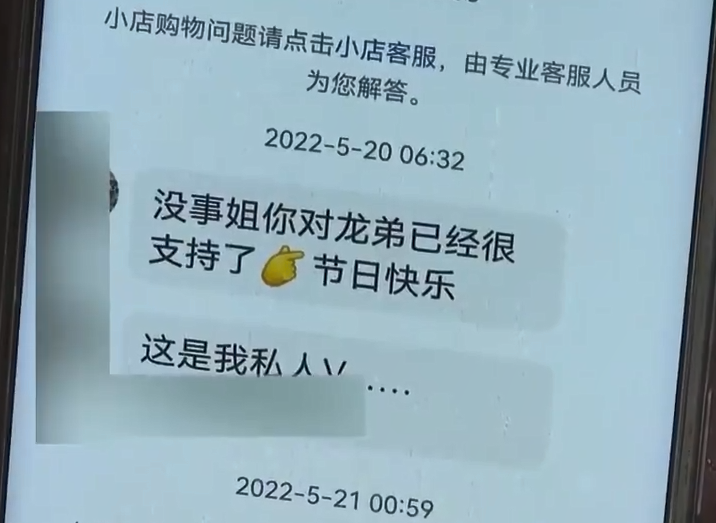 小店购物问题请点击小店客服，由专业客服人员
为您解答。
2022-5-20 06:32
没事姐你对龙弟已经很
支持了🫰节日快乐
这是我私人V
....
2022-5-21 00:59